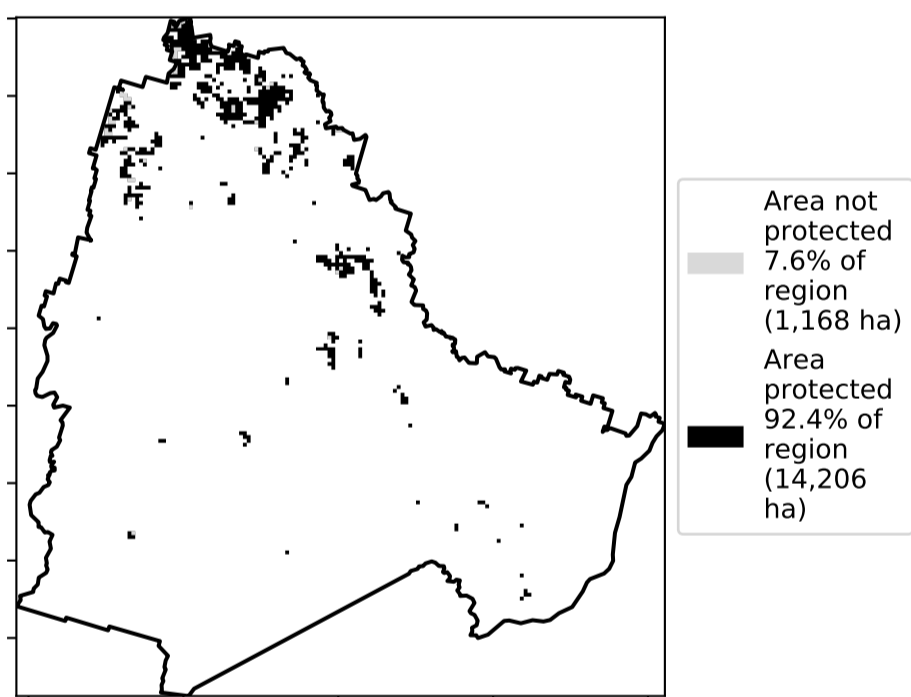 Area not
protected
7.6% of
region
(1,168 ha)
Area
protected
92.4% of
region
(14,206
ha)